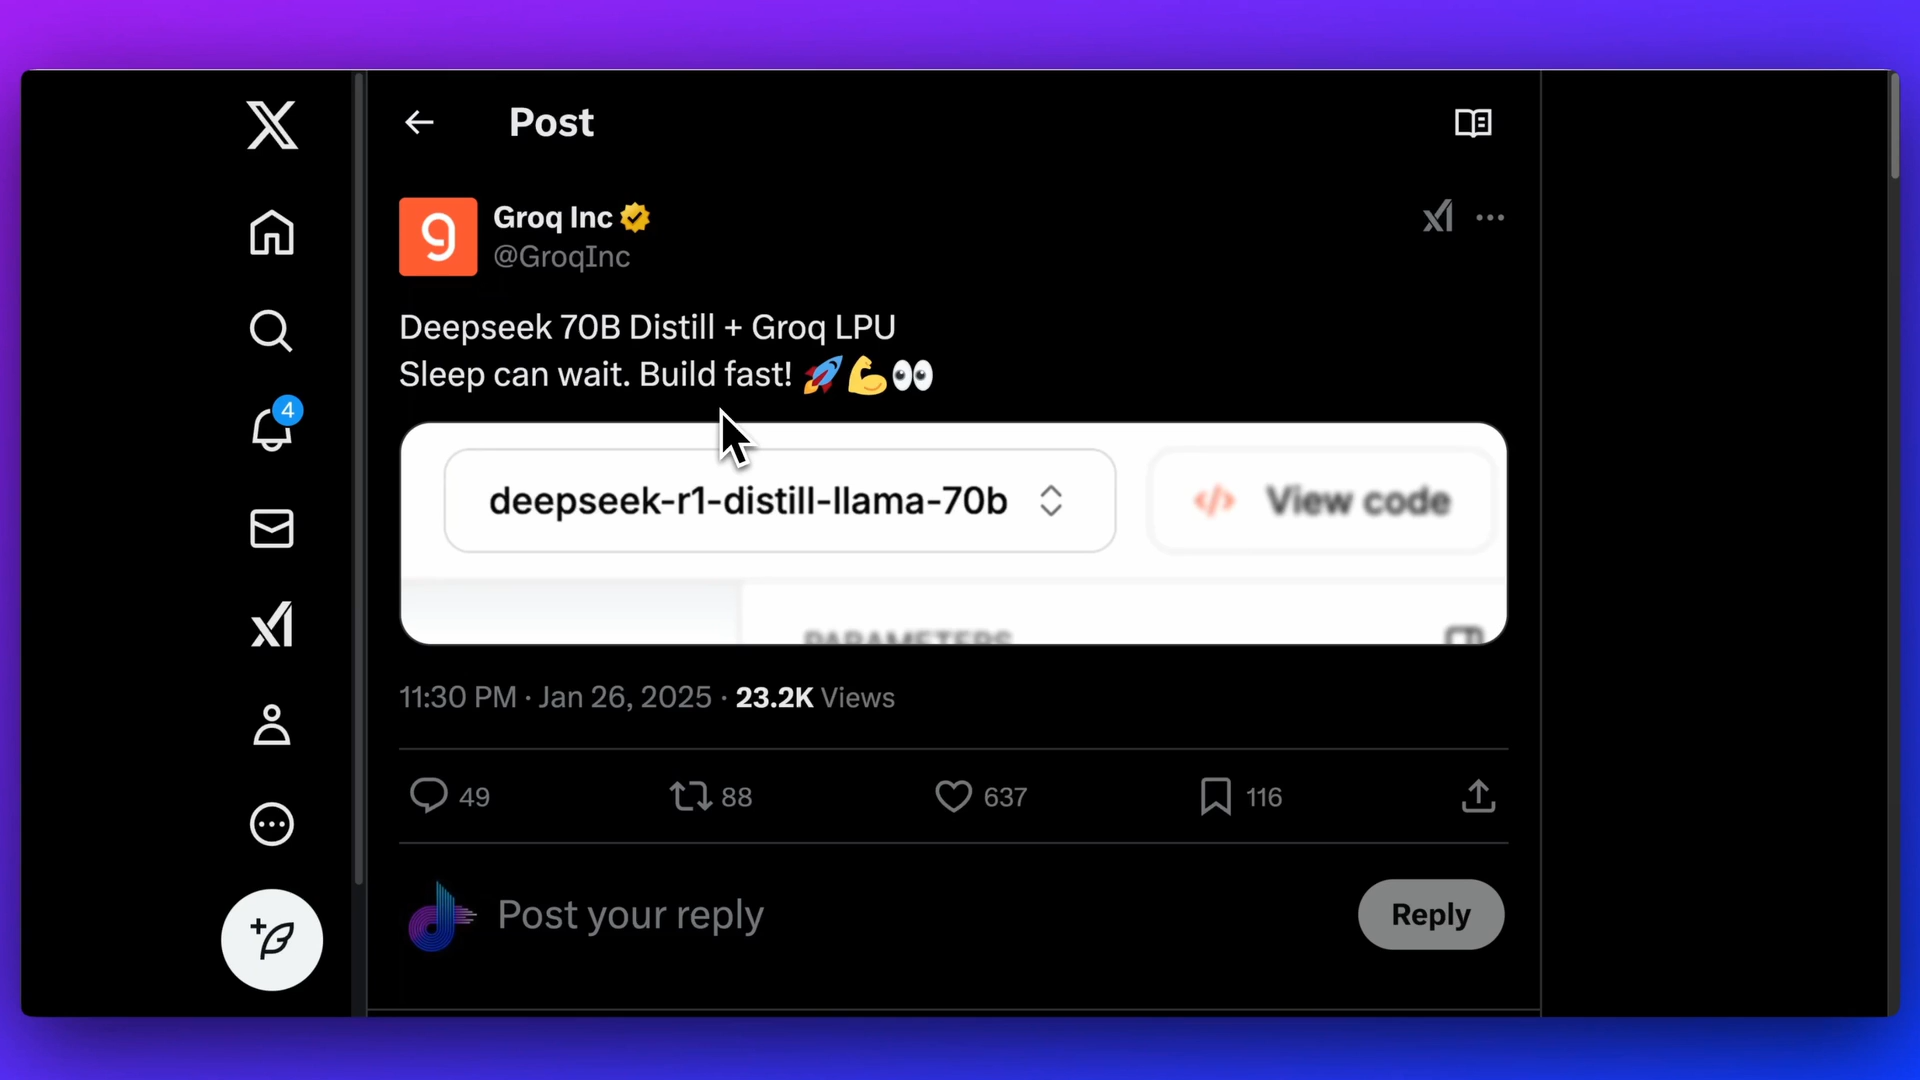 Post
Groq Inc
@GroqInc
Deepseek 70B Distill + Groq LPU
Sleep can wait. Build fast! 🚀💪👀
4
deepseek-r1-distill-llama-70b
View code
PARAMETERS
11:30 PM · Jan 26, 2025 · 23.2K Views
49 88 637 116
Post your reply
Reply